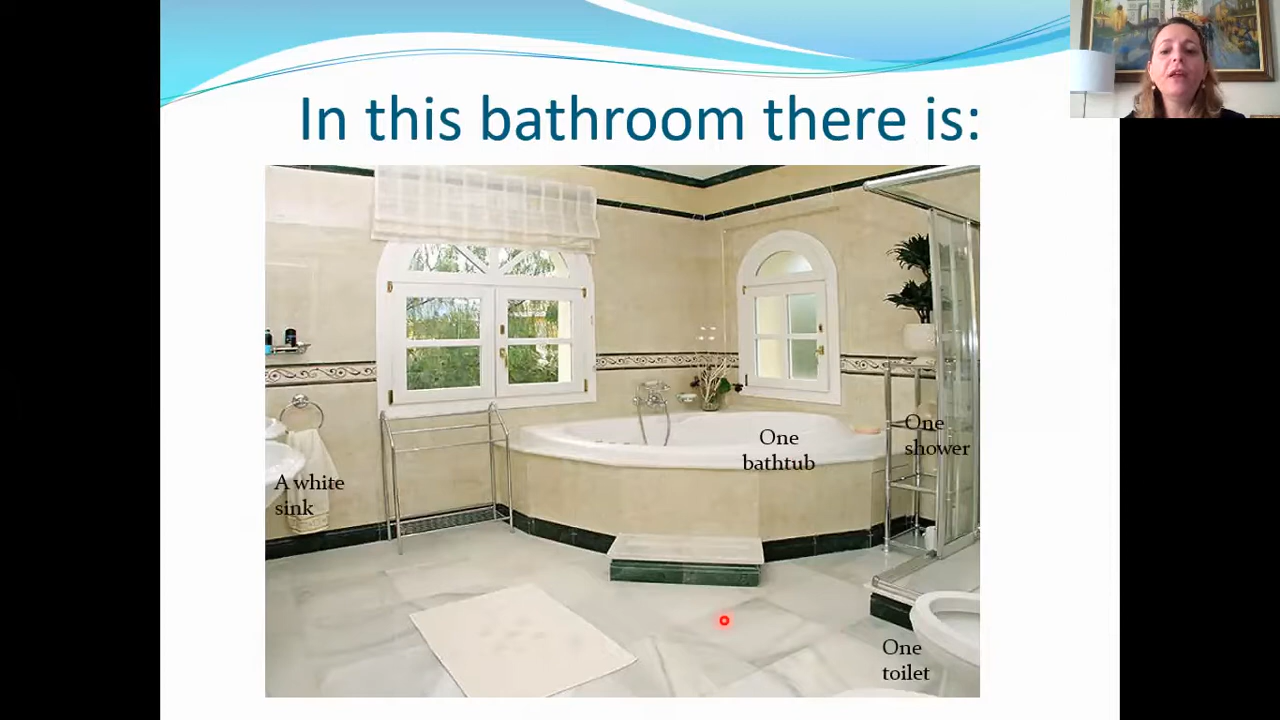 In this bathroom there is:
One
bathtub
One
shower
A white
sink
One
toilet